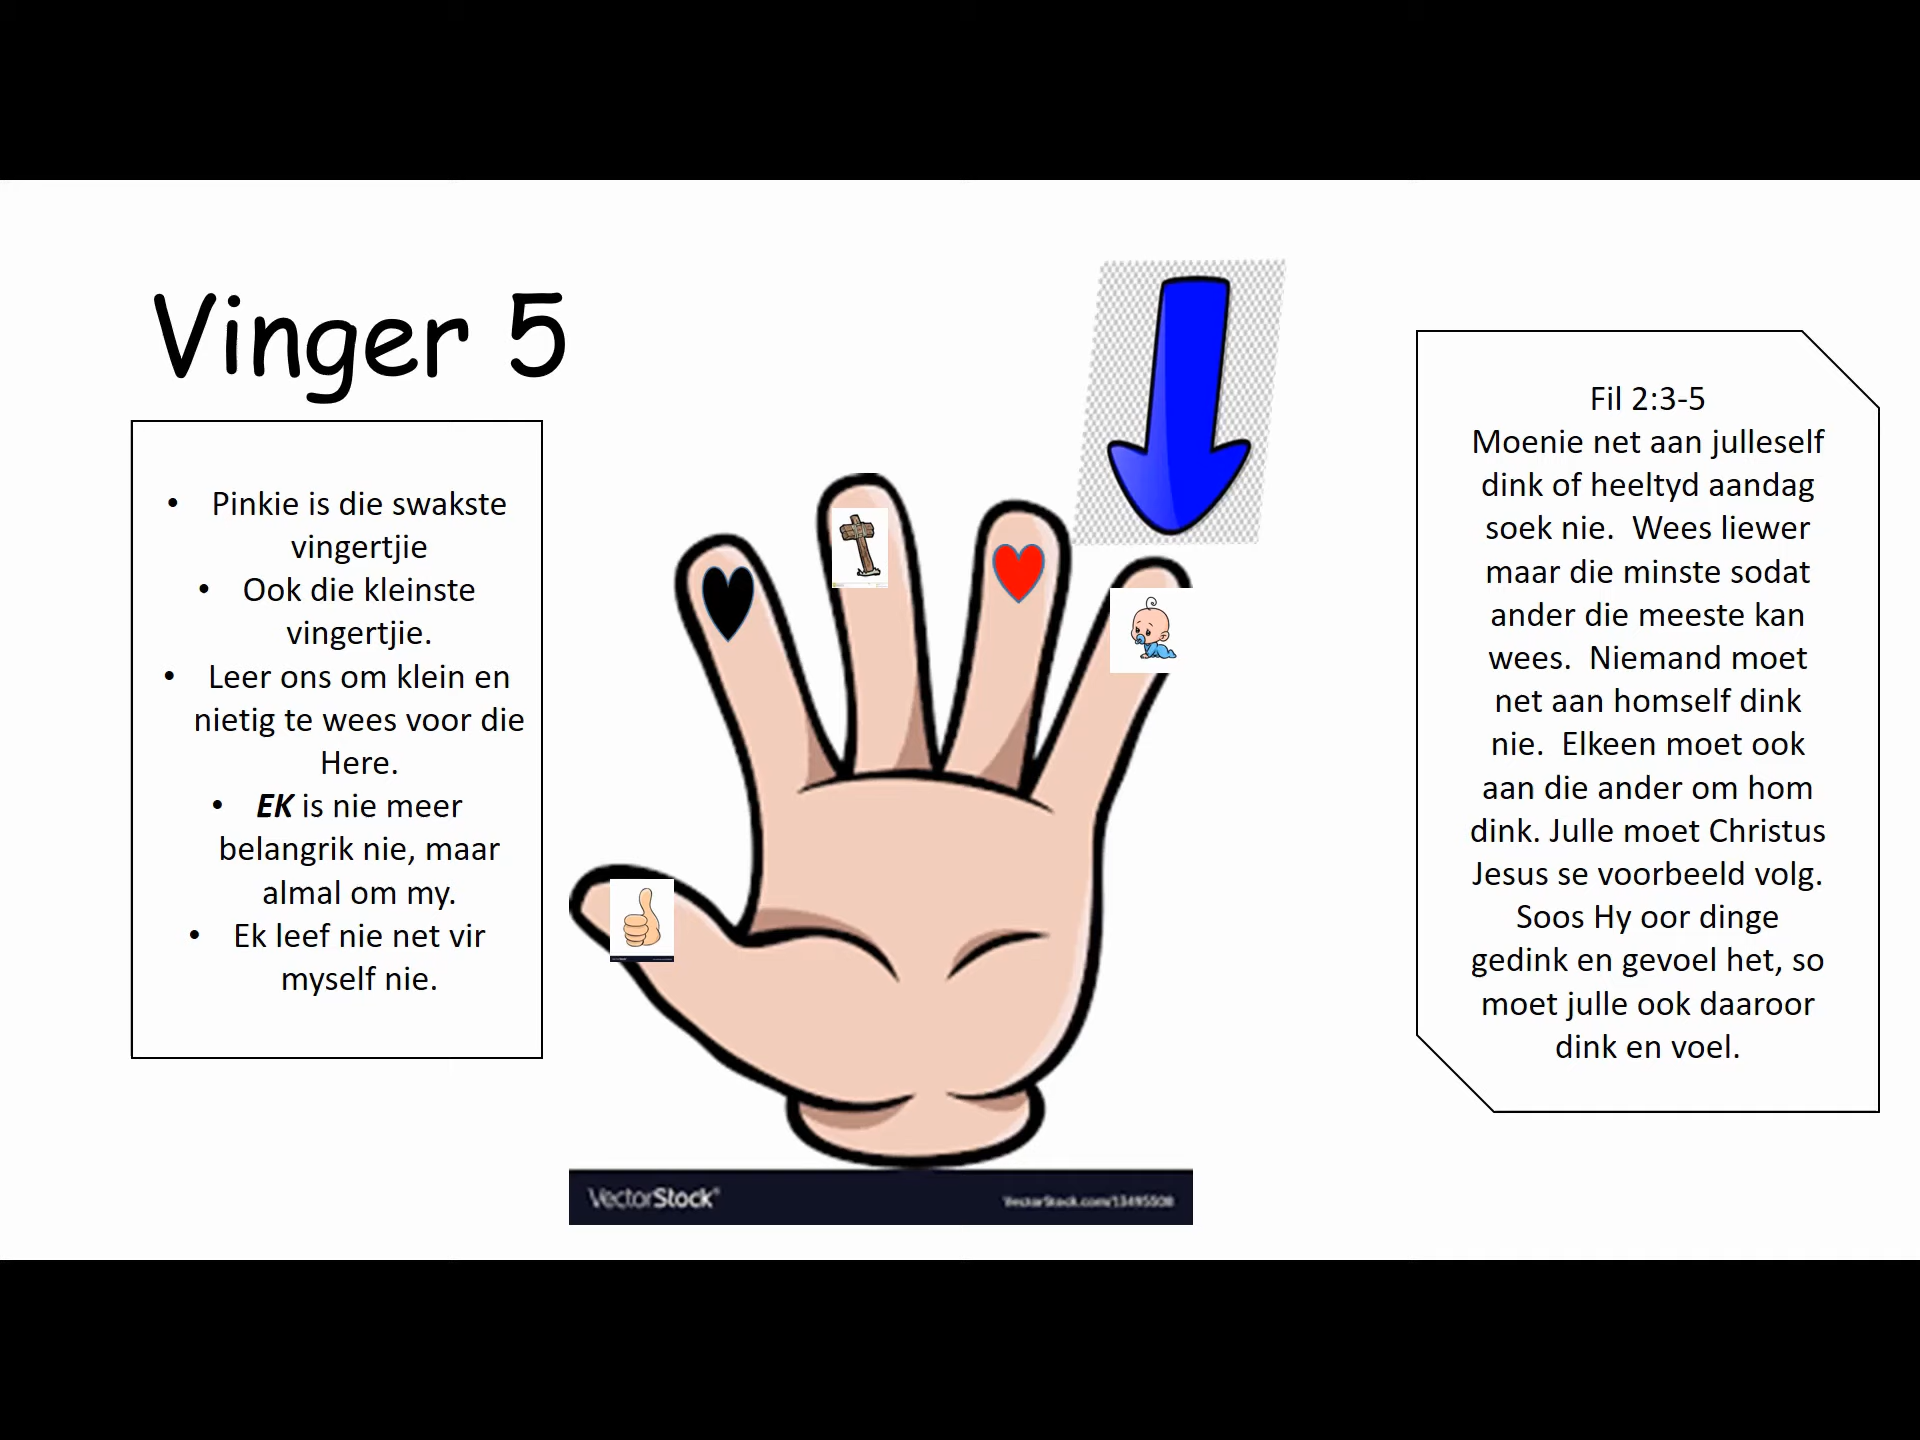 Vinger 5
• Pinkie is die swakste
vingertjie
• Ook die kleinste
vingertjie.
• Leer ons om klein en
nietig te wees voor die
Here.
• EK is nie meer
belangrik nie, maar
almal om my.
• Ek leef nie net vir
myself nie.
Fil 2:3-5
Moenie net aan julleself
dink of heeltyd aandag
soek nie.  Wees liewer
maar die minste sodat
ander die meeste kan
wees.  Niemand moet
net aan homself dink
nie.  Elkeen moet ook
aan die ander om hom
dink. Julle moet Christus
Jesus se voorbeeld volg.
Soos Hy oor dinge
gedink en gevoel het, so
moet julle ook daaroor
dink en voel.
VectorStock®
VectorStock.com/13495508